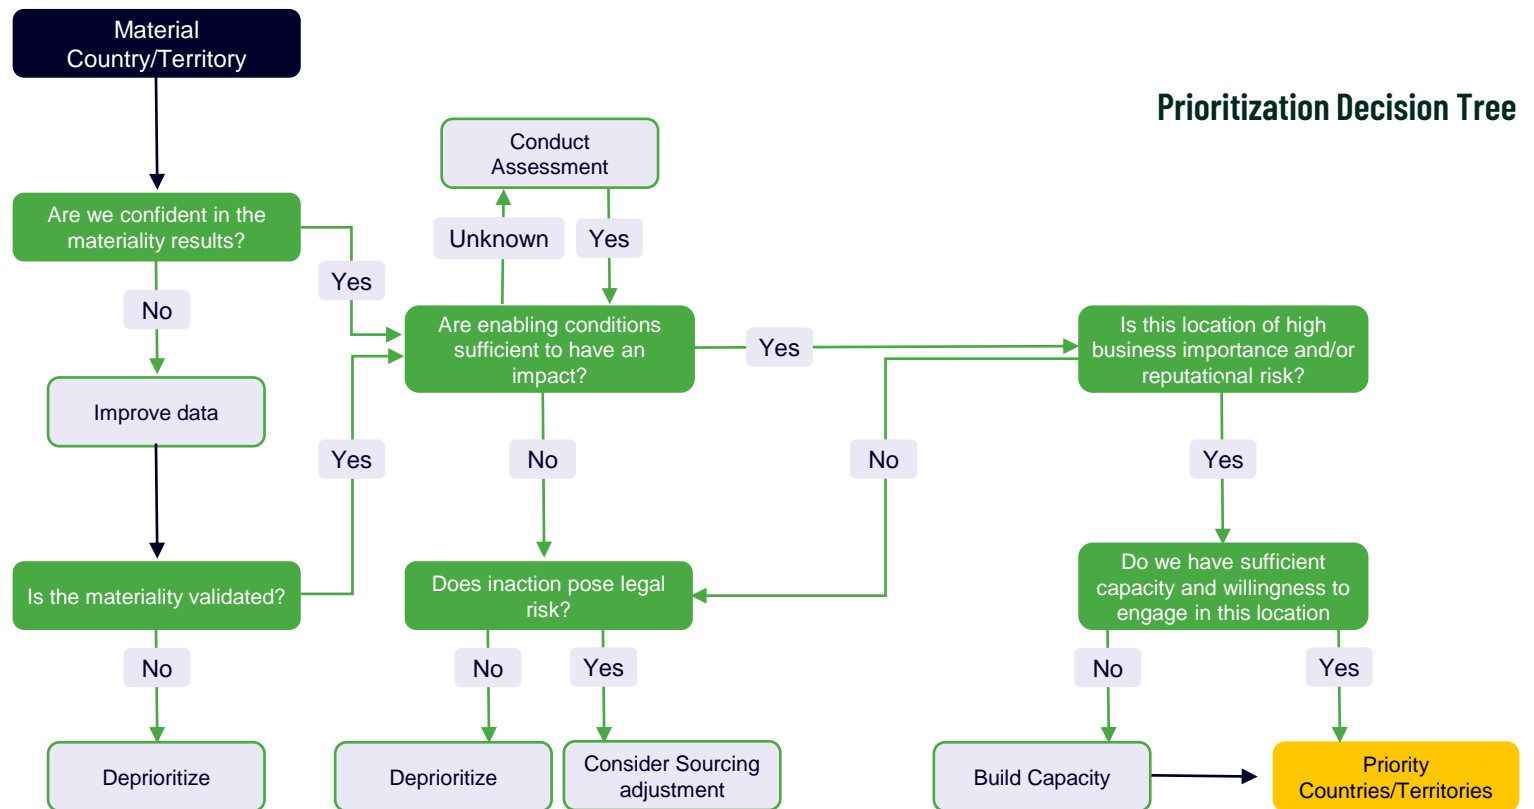 Material
Country/Territory
Prioritization Decision Tree
Conduct
Assessment
Are we confident in the
materiality results?
Unknown
Yes
Yes
No
Are enabling conditions
sufficient to have an
impact?
Yes
Is this location of high
business importance and/or
reputational risk?
Improve data
Yes
No
No
Yes
Is the materiality validated?
Does inaction pose legal
risk?
Do we have sufficient
capacity and willingness to
engage in this location
No
No
Yes
No
Yes
Deprioritize
Deprioritize
Consider Sourcing
adjustment
Build Capacity
Priority
Countries/Territories